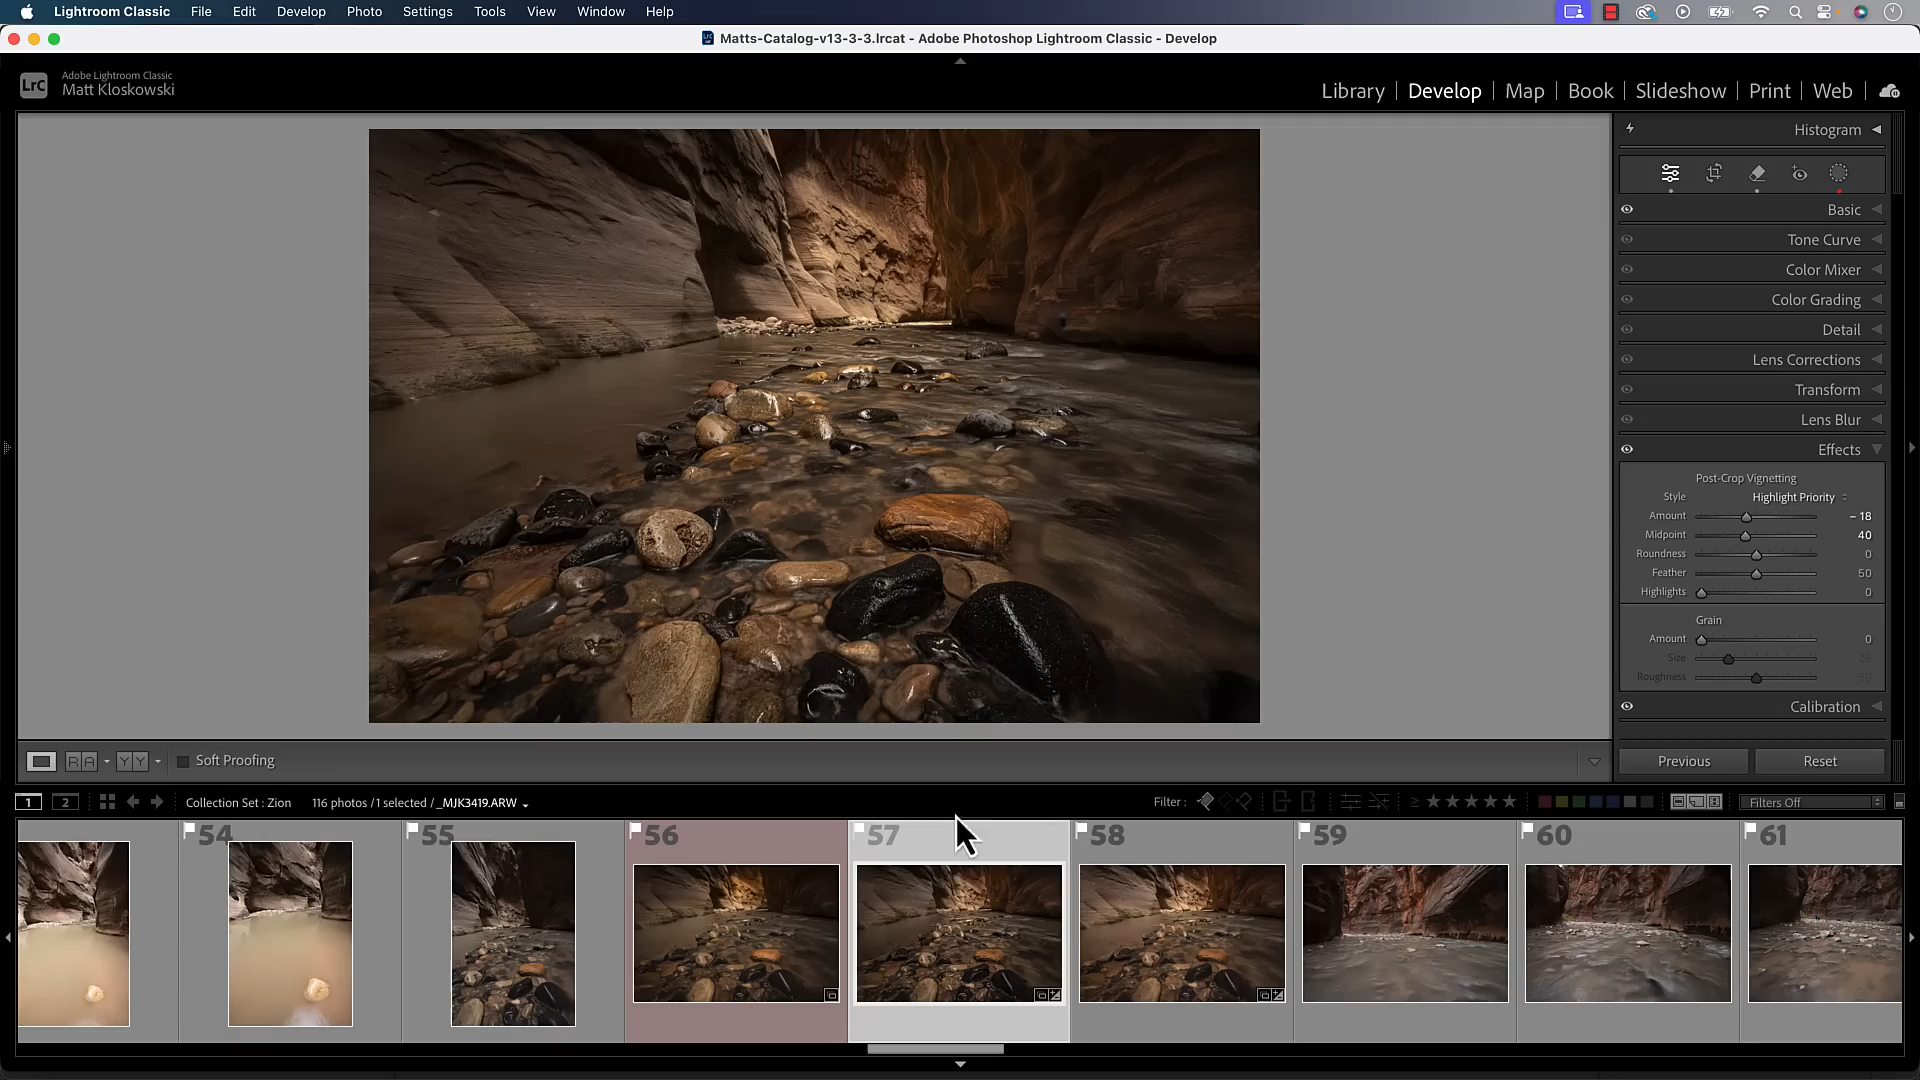 Lightroom Classic File Edit Develop Photo Settings Tools View Window Help
Matts-Catalog-v13-3-3.lrcat - Adobe Photoshop Lightroom Classic - Develop
LrC
Adobe Lightroom Classic
Matt Kloskowski
Library | Develop | Map | Book | Slideshow | Print | Web
Histogram
Basic
Tone Curve
Color Mixer
Color Grading
Detail
Lens Corrections
Transform
Lens Blur
Effects
Post-Crop Vignetting
Style Highlight Priority
Amount – 18
Midpoint 40
Roundness 0
Feather 50
Highlights 0
Grain
Amount 0
Size 25
Roughness 50
Calibration
Previous Reset
RA YY Soft Proofing
1 2 Collection Set : Zion 116 photos / 1 selected / _MJK3419.ARW Filter : ≥ ★★★★★ Filters Off
54 55 56 57 58 59 60 61